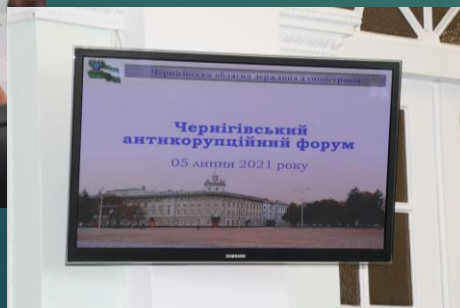 Чернігівська обласна державна адміністрація
Чернігівський
антикорупційний форум
05 липня 2021 року
SAMSUNG